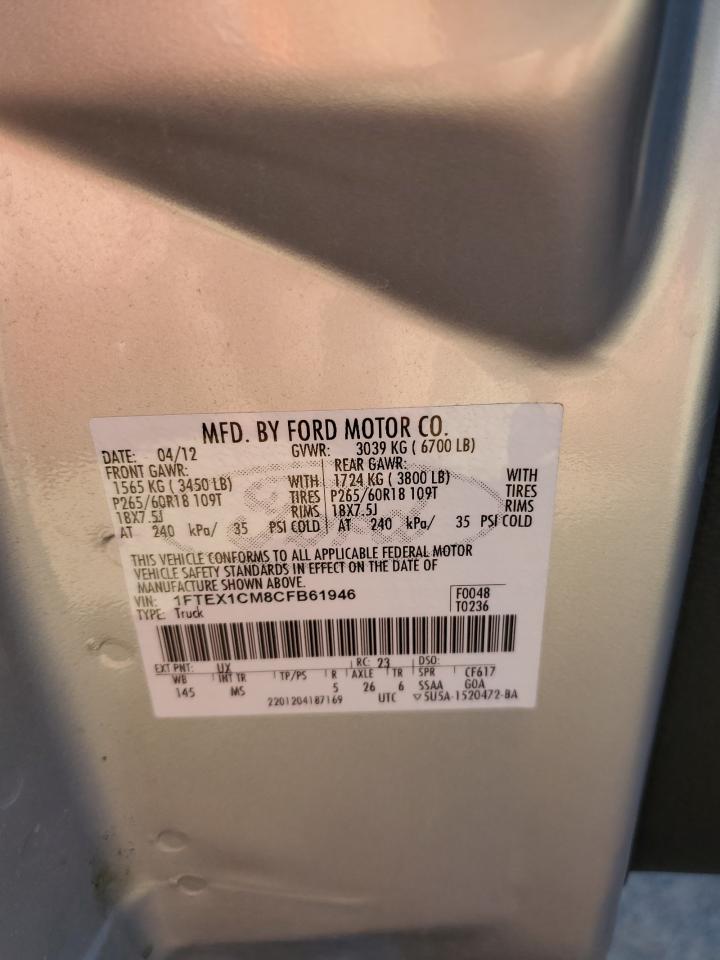 MFD. BY FORD MOTOR CO.
DATE: 04/12 GVWR: 3039 KG ( 6700 LB)
FRONT GAWR: REAR GAWR:
1565 KG ( 3450 LB) WITH 1724 KG ( 3800 LB) WITH
P265/60R18 109T TIRES P265/60R18 109T TIRES
18X7.5J RIMS 18X7.5J RIMS
AT 240 kPa/ 35 PSI COLD AT 240 kPa/ 35 PSI COLD
THIS VEHICLE CONFORMS TO ALL APPLICABLE FEDERAL MOTOR
VEHICLE SAFETY STANDARDS IN EFFECT ON THE DATE OF
MANUFACTURE SHOWN ABOVE.
VIN: 1FTEX1CM8CFB61946 F0048
TYPE: Truck T0236
EXT PNT: UX RC: 23 DSO:
WB INT TR TP/PS R AXLE TR SPR CF617
145 MS 5 26 6 SSAA GOA
2201204187169 UTC ▽5U5A-1520472-BA